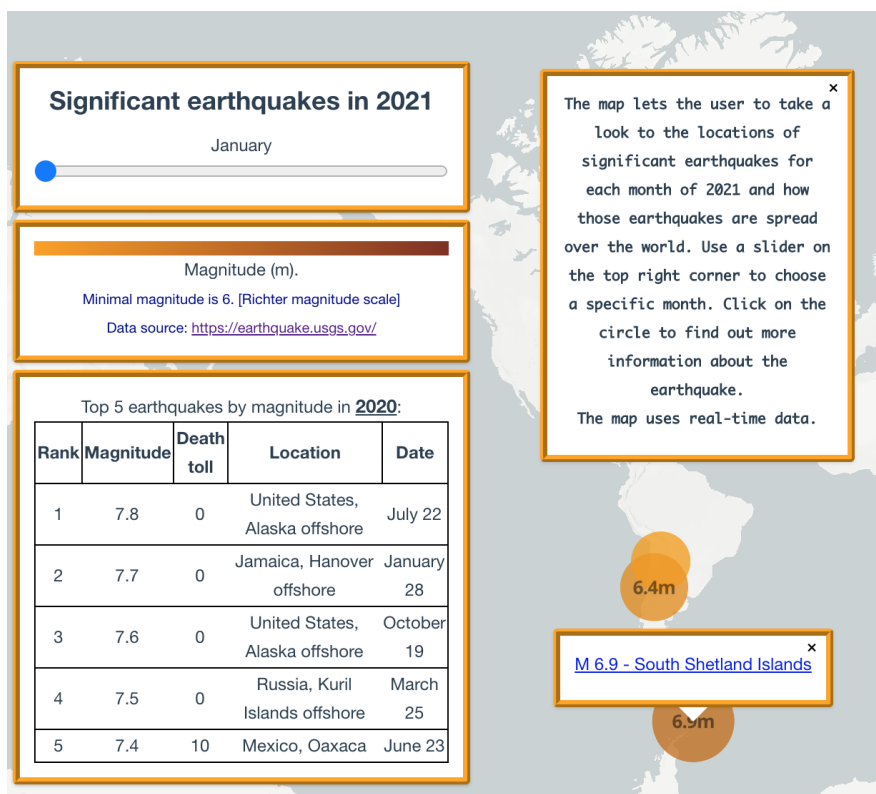 Significant earthquakes in 2021
January
Magnitude (m).
Minimal magnitude is 6. [Richter magnitude scale]
Data source: https://earthquake.usgs.gov/
Top 5 earthquakes by magnitude in 2020:
Rank Magnitude Death toll Location Date
1 7.8 0 United States, Alaska offshore July 22
2 7.7 0 Jamaica, Hanover offshore January 28
3 7.6 0 United States, Alaska offshore October 19
4 7.5 0 Russia, Kuril Islands offshore March 25
5 7.4 10 Mexico, Oaxaca June 23
×
The map lets the user to take a
look to the locations of
significant earthquakes for
each month of 2021 and how
those earthquakes are spread
over the world. Use a slider on
the top right corner to choose
a specific month. Click on the
circle to find out more
information about the
earthquake.
The map uses real-time data.
6.4m
×
M 6.9 - South Shetland Islands
6.9m